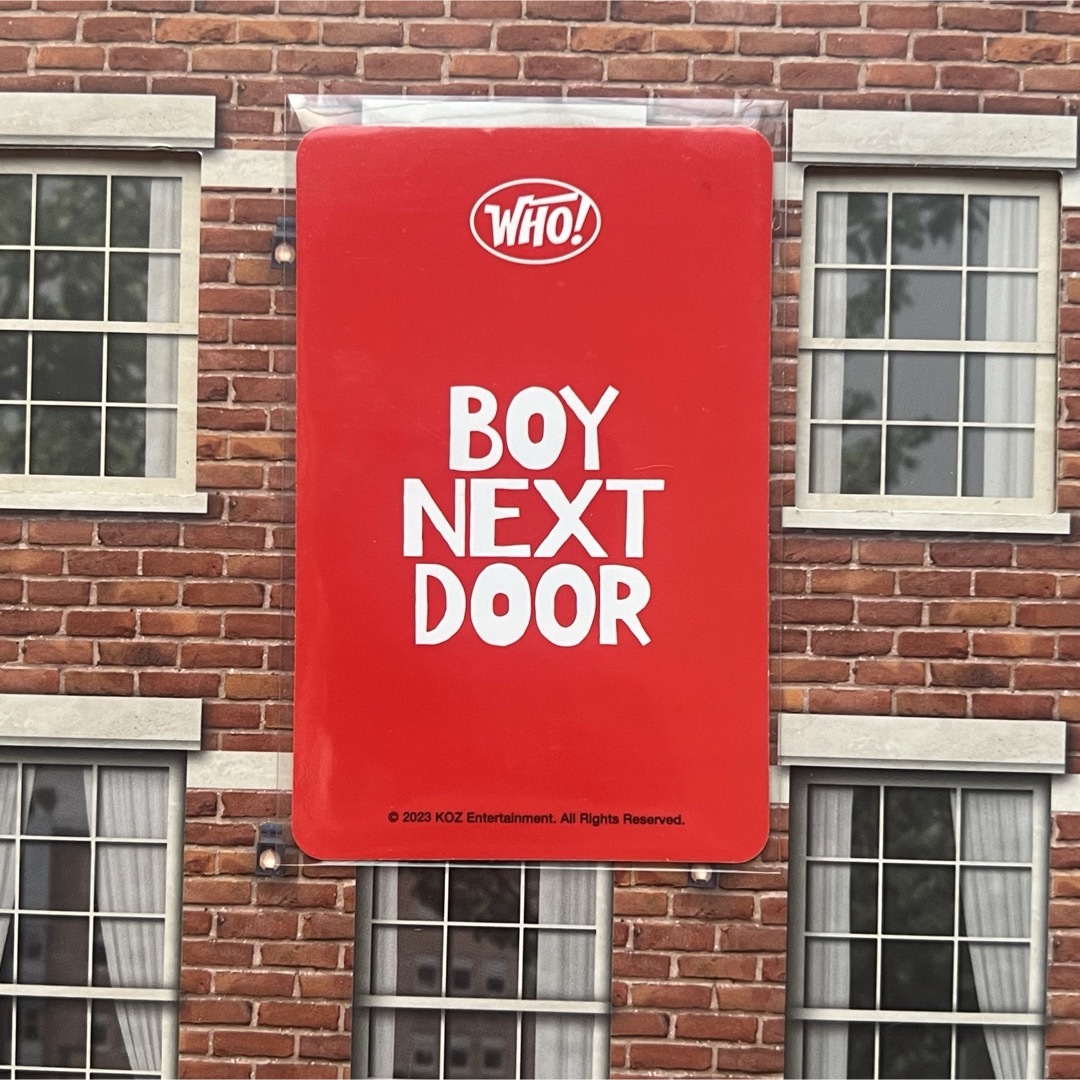 WHO!
BOY
NEXT
DOOR
© 2023 KOZ Entertainment. All Rights Reserved.